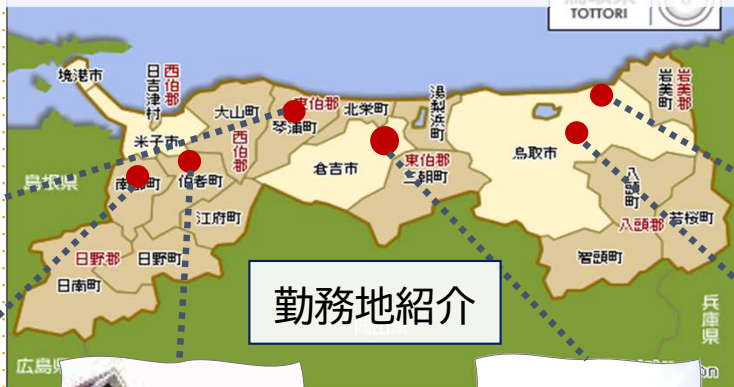 TOTTORI
境港市
日吉津村
西伯郡
大山町
東伯郡
琴浦町
北栄町
湯梨浜町
岩美町
岩美郡
米子市
西伯郡
倉吉市
東伯郡
三朝町
鳥取市
八頭町
島根県
伯耆町
江府町
八頭郡
若桜町
日野郡
日野町
日南町
智頭町
勤務地紹介
兵庫県
広島県